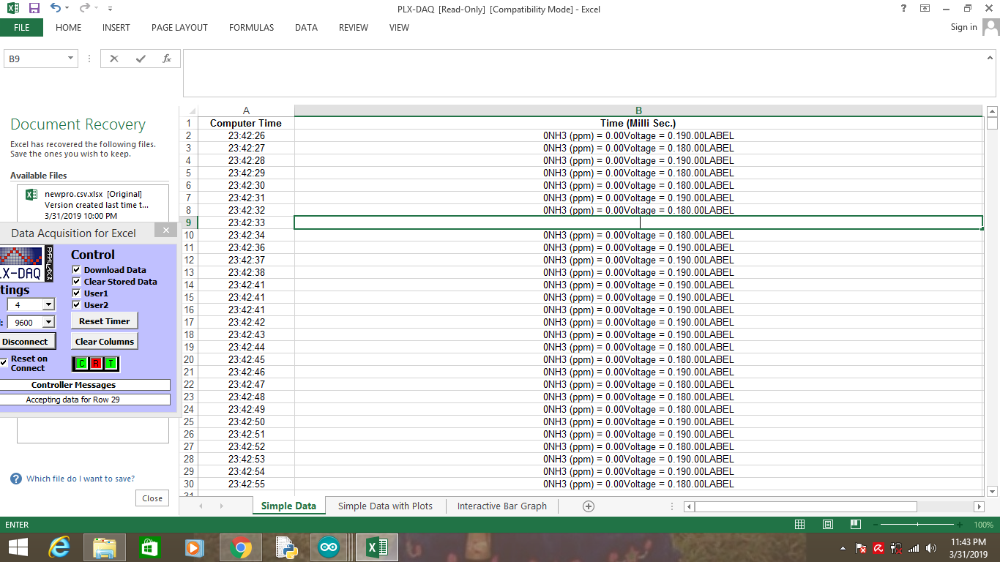 PLX-DAQ [Read-Only] [Compatibility Mode] - Excel
?
FILE HOME INSERT PAGE LAYOUT FORMULAS DATA REVIEW VIEW Sign in
B9 fx
Document Recovery
Excel has recovered the following files.
Save the ones you wish to keep.
Available Files
newpro.csv.xlsx [Original]
Version created last time t...
3/31/2019 10:00 PM
Data Acquisition for Excel
PARALLAX
LX-DAQ
Control
Download Data
Clear Stored Data
User1
User2
tings
4
: 9600
Reset Timer
Disconnect
Clear Columns
Reset on
Connect
C R T
Controller Messages
Accepting data for Row 29
Which file do I want to save?
Close
A B
1 Computer Time Time (Milli Sec.)
2 23:42:26 0NH3 (ppm) = 0.00Voltage = 0.190.00LABEL
3 23:42:27 0NH3 (ppm) = 0.00Voltage = 0.180.00LABEL
4 23:42:28 0NH3 (ppm) = 0.00Voltage = 0.190.00LABEL
5 23:42:29 0NH3 (ppm) = 0.00Voltage = 0.180.00LABEL
6 23:42:30 0NH3 (ppm) = 0.00Voltage = 0.180.00LABEL
7 23:42:31 0NH3 (ppm) = 0.00Voltage = 0.190.00LABEL
8 23:42:32 0NH3 (ppm) = 0.00Voltage = 0.180.00LABEL
9 23:42:33
10 23:42:34 0NH3 (ppm) = 0.00Voltage = 0.180.00LABEL
11 23:42:36 0NH3 (ppm) = 0.00Voltage = 0.190.00LABEL
12 23:42:37 0NH3 (ppm) = 0.00Voltage = 0.190.00LABEL
13 23:42:38 0NH3 (ppm) = 0.00Voltage = 0.190.00LABEL
14 23:42:41 0NH3 (ppm) = 0.00Voltage = 0.190.00LABEL
15 23:42:41 0NH3 (ppm) = 0.00Voltage = 0.190.00LABEL
16 23:42:41 0NH3 (ppm) = 0.00Voltage = 0.190.00LABEL
17 23:42:42 0NH3 (ppm) = 0.00Voltage = 0.190.00LABEL
18 23:42:43 0NH3 (ppm) = 0.00Voltage = 0.190.00LABEL
19 23:42:44 0NH3 (ppm) = 0.00Voltage = 0.180.00LABEL
20 23:42:45 0NH3 (ppm) = 0.00Voltage = 0.180.00LABEL
21 23:42:46 0NH3 (ppm) = 0.00Voltage = 0.190.00LABEL
22 23:42:47 0NH3 (ppm) = 0.00Voltage = 0.180.00LABEL
23 23:42:48 0NH3 (ppm) = 0.00Voltage = 0.180.00LABEL
24 23:42:49 0NH3 (ppm) = 0.00Voltage = 0.180.00LABEL
25 23:42:50 0NH3 (ppm) = 0.00Voltage = 0.190.00LABEL
26 23:42:51 0NH3 (ppm) = 0.00Voltage = 0.190.00LABEL
27 23:42:52 0NH3 (ppm) = 0.00Voltage = 0.180.00LABEL
28 23:42:53 0NH3 (ppm) = 0.00Voltage = 0.190.00LABEL
29 23:42:54 0NH3 (ppm) = 0.00Voltage = 0.190.00LABEL
30 23:42:55 0NH3 (ppm) = 0.00Voltage = 0.180.00LABEL
31
Simple Data Simple Data with Plots Interactive Bar Graph
ENTER 100%
11:43 PM
3/31/2019